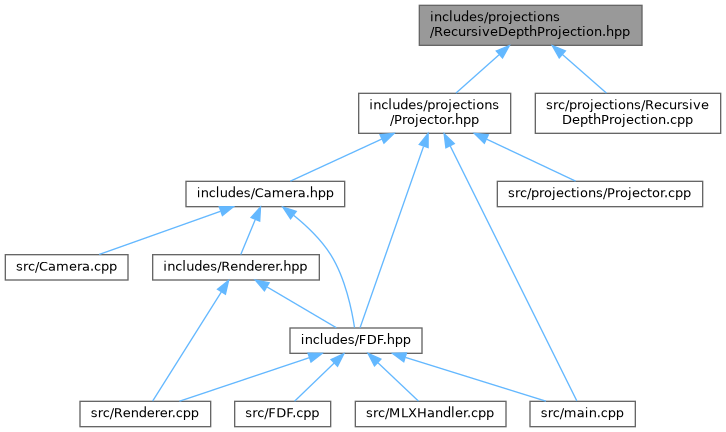 includes/projections
/RecursiveDepthProjection.hpp
includes/projections
/Projector.hpp
src/projections/Recursive
DepthProjection.cpp
includes/Camera.hpp
src/projections/Projector.cpp
src/Camera.cpp
includes/Renderer.hpp
includes/FDF.hpp
src/Renderer.cpp
src/FDF.cpp
src/MLXHandler.cpp
src/main.cpp